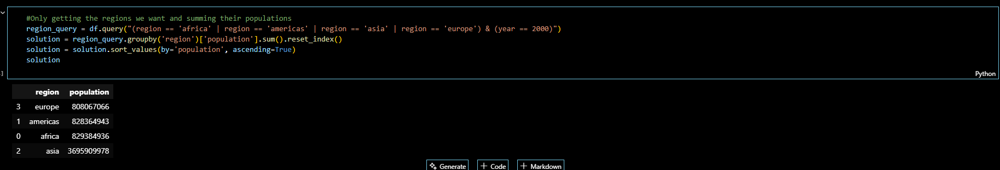 #Only getting the regions we want and summing their populations
region_query = df.query("(region == 'africa' | region == 'americas' | region == 'asia' | region == 'europe') & (year == 2000)")
solution = region_query.groupby('region')['population'].sum().reset_index()
solution = solution.sort_values(by='population', ascending=True)
solution
]
Python
region population
3 europe 808067066
1 americas 828364943
0 africa 829384936
2 asia 3695909978
Generate + Code + Markdown